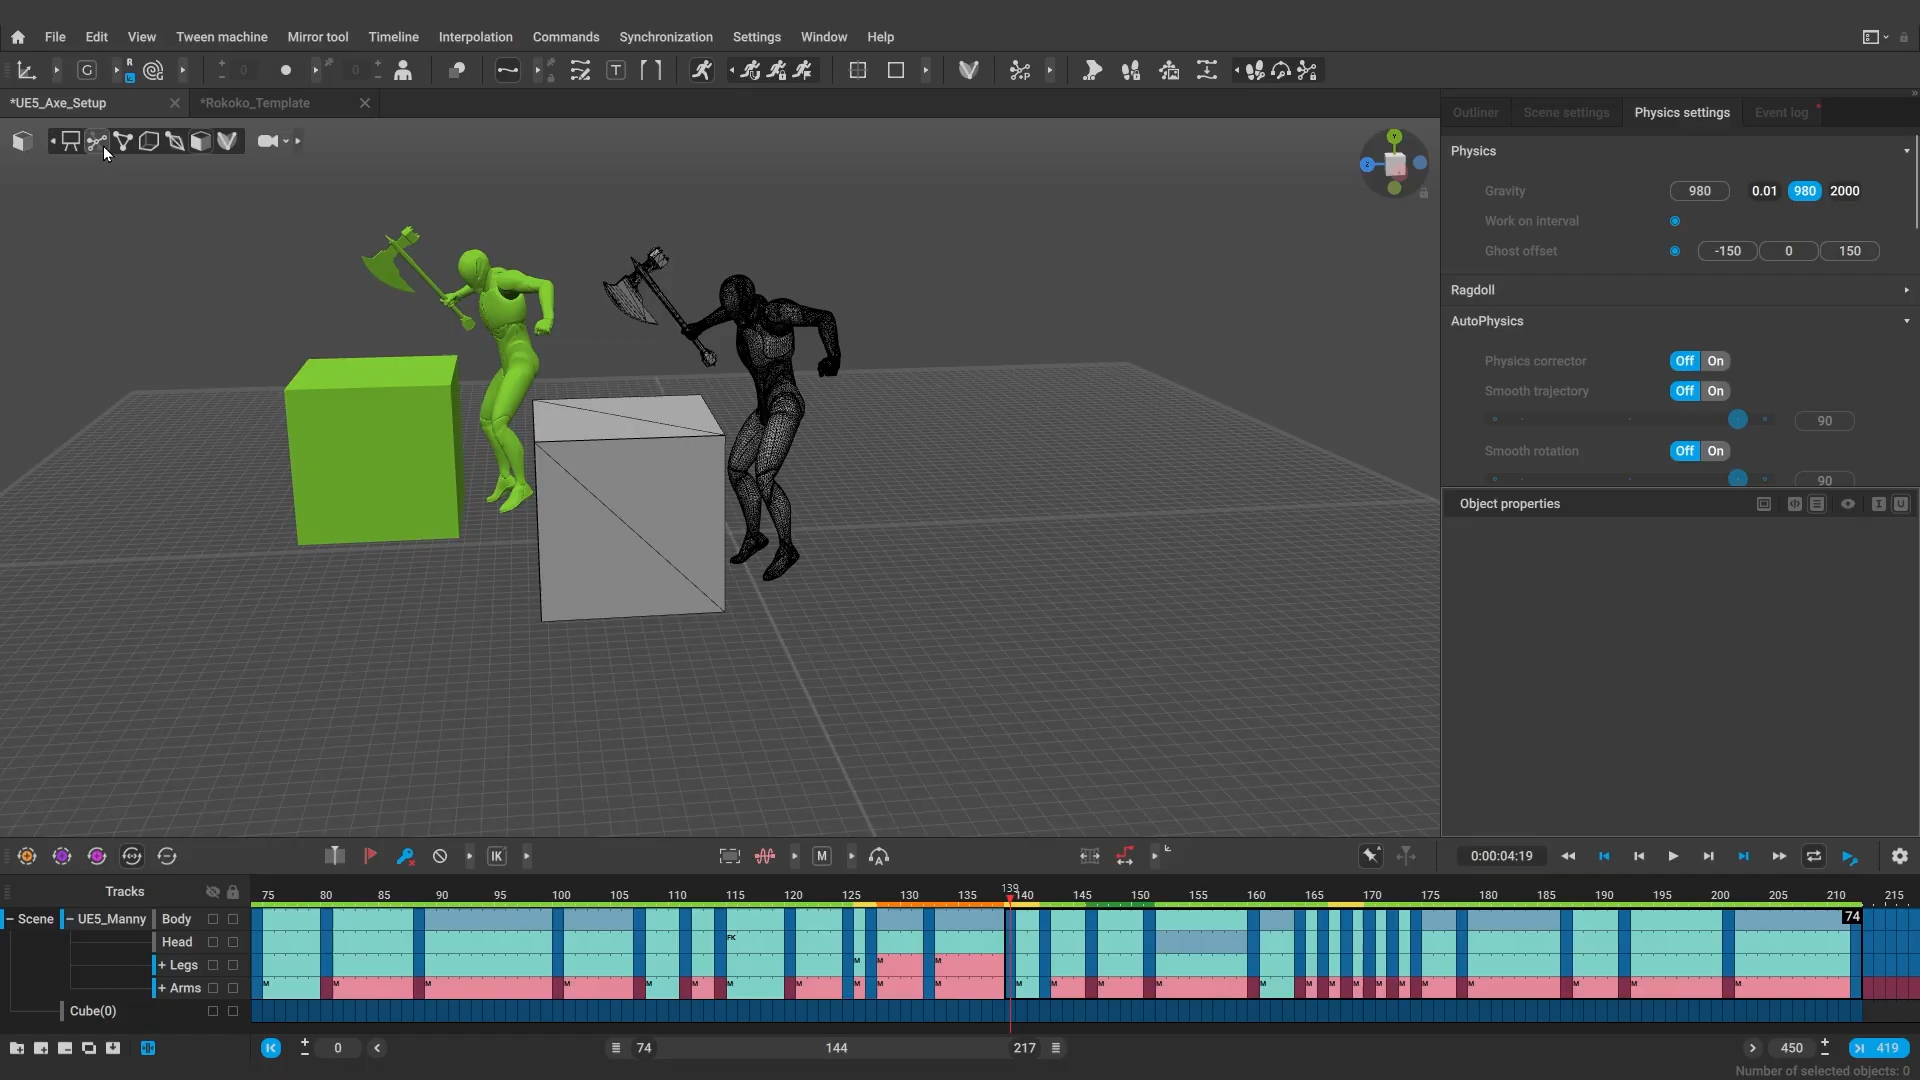 File Edit View Tween machine Mirror tool Timeline Interpolation Commands Synchronization Settings Window Help
G R L 0 0 T P
*UE5_Axe_Setup *Rokoko_Template
Outliner Scene settings Physics settings Event log
Physics
Gravity 980 0.01 980 2000
Work on interval
Ghost offset -150 0 150
Ragdoll
AutoPhysics
Physics corrector Off On
Smooth trajectory Off On
90
Smooth rotation Off On
90
Object properties
Y
Z
IK M 0:00:04:19
Tracks 75 80 85 90 95 100 105 110 115 120 125 130 135 139 140 145 150 155 160 165 170 175 180 185 190 195 200 205 210 215
Scene UE5_Manny Body 74
Head FK
+ Legs M M M
+ Arms M M M M M M M M M M M M M M M M M M M M M M M M
Cube(0)
0 74 144 217 450 419
Number of selected objects: 0